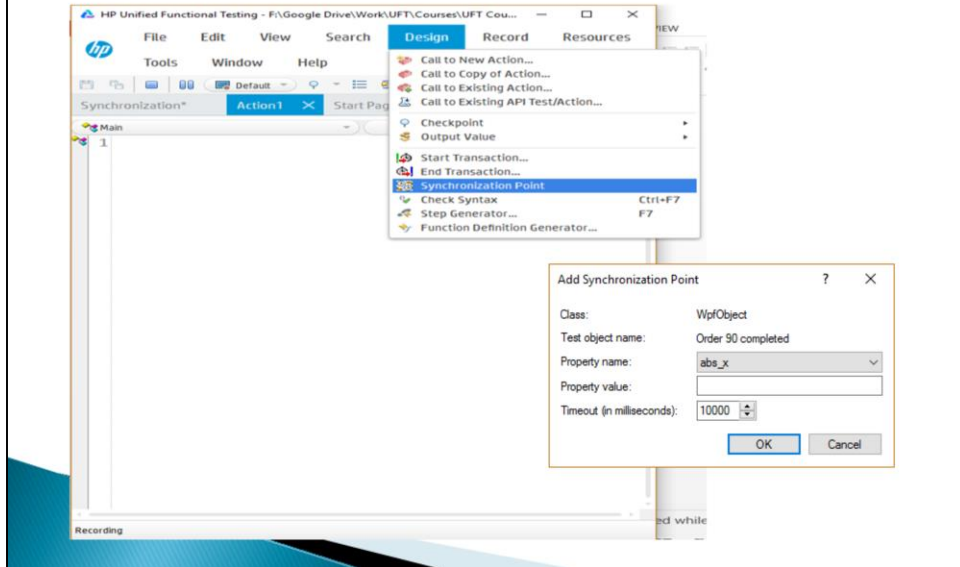 HP Unified Functional Testing - F:\Google Drive\Work\UFT\Courses\UFT Cou...
IEW
hp
File Edit View Search Design Record Resources
Tools Window Help
Default
Synchronization* Action1 Start Pag
Main
1
Call to New Action...
Call to Copy of Action...
Call to Existing Action...
Call to Existing API Test/Action...
Checkpoint
Output Value
Start Transaction...
End Transaction...
Synchronization Point
Check Syntax Ctrl+F7
Step Generator... F7
Function Definition Generator...
Add Synchronization Point ?
Class: WpfObject
Test object name: Order 90 completed
Property name: abs_x
Property value:
Timeout (in milliseconds): 10000
OK Cancel
ed while
Recording